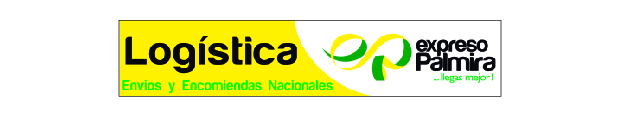 Logística
Envios y Encomiendas Nacionales
expreso
Palmira
...llegas mejor!